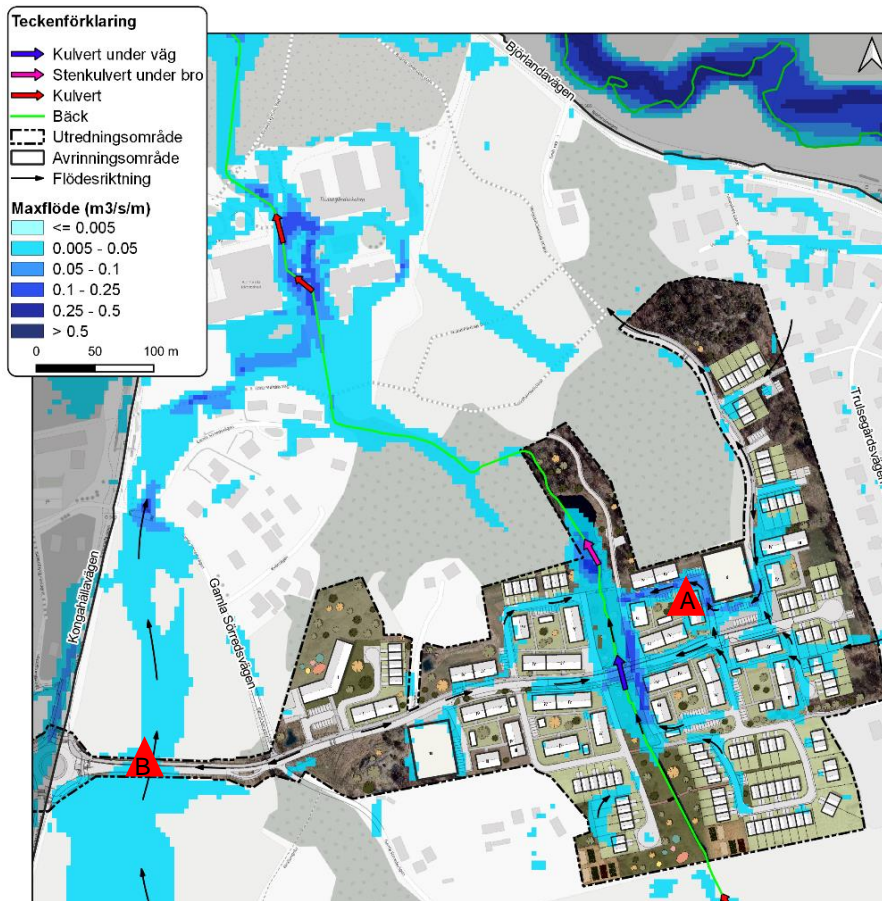 Teckenförklaring
Kulvert under väg
Stenkulvert under bro
Kulvert
Bäck
Utredningsområde
Avrinningsområde
Flödesriktning
Maxflöde (m3/s/m)
<= 0.005
0.005 - 0.05
0.05 - 0.1
0.1 - 0.25
0.25 - 0.5
> 0.5
0 50 100 m
Björlandavägen
Trulsegårdsvägen
Kongahällavägen
Gamla Sörredsvägen
A
B